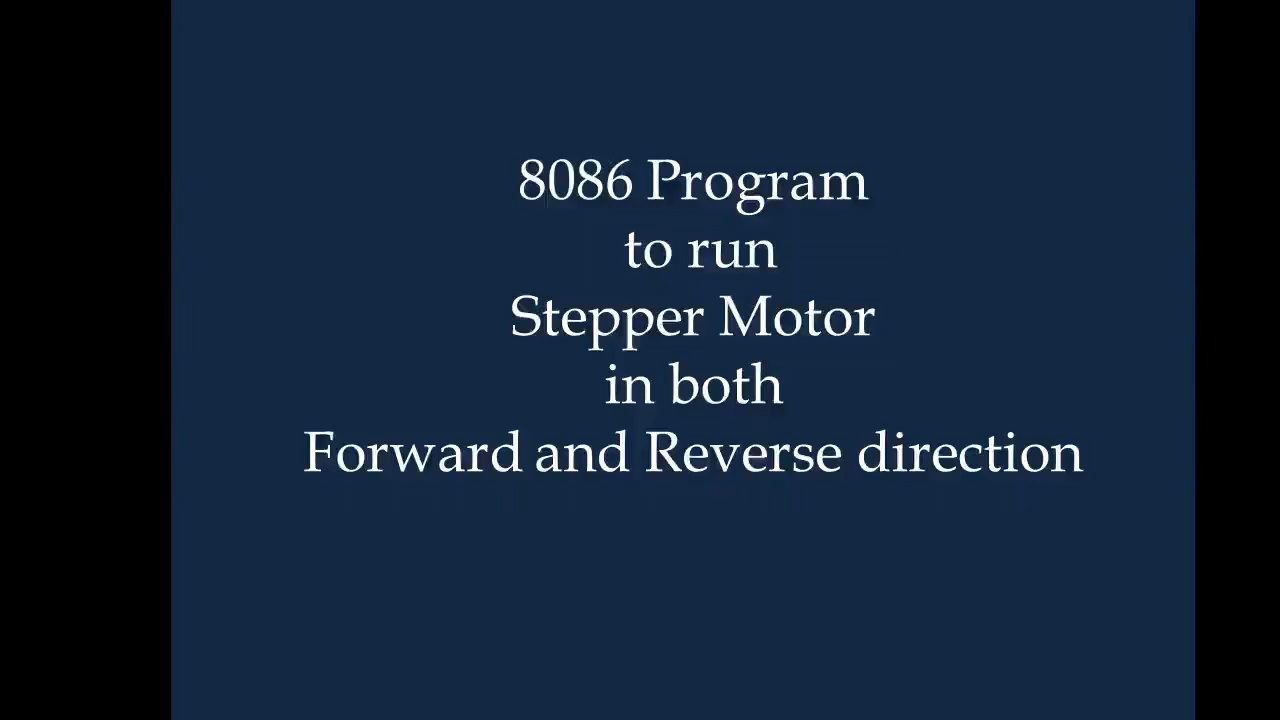 8086 Program
to run
Stepper Motor
in both
Forward and Reverse direction